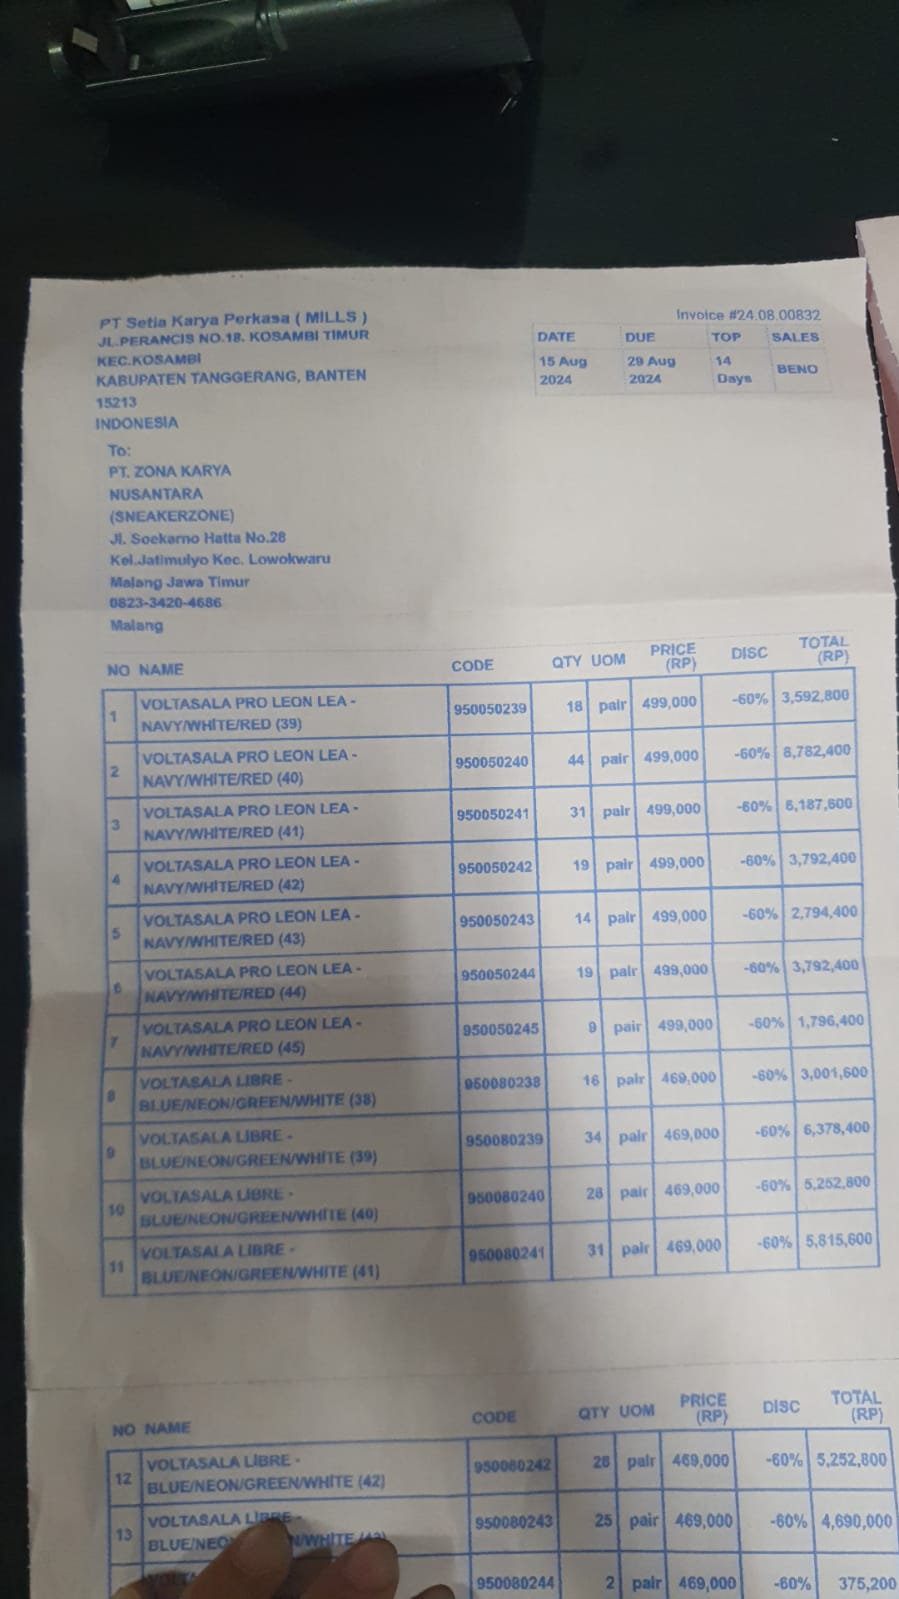 PT Setia Karya Perkasa ( MILLS )
JL.PERANCIS NO.18. KOSAMBI TIMUR
KEC.KOSAMBI
KABUPATEN TANGGERANG, BANTEN
15213
INDONESIA
Invoice #24.08.00832
DATE DUE TOP SALES
15 Aug 2024 29 Aug 2024 14 Days BENO
To:
PT. ZONA KARYA
NUSANTARA
(SNEAKERZONE)
Jl. Soekarno Hatta No.28
Kel.Jatimulyo Kec. Lowokwaru
Malang Jawa Timur
0823-3420-4686
Malang
NO NAME CODE QTY UOM PRICE (RP) DISC TOTAL (RP)
1 VOLTASALA PRO LEON LEA - 950050239 18 pair 499,000 -60% 3,592,800
NAVY/WHITE/RED (39)
2 VOLTASALA PRO LEON LEA - 950050240 44 pair 499,000 -60% 8,782,400
NAVY/WHITE/RED (40)
3 VOLTASALA PRO LEON LEA - 950050241 31 pair 499,000 -60% 6,187,600
NAVY/WHITE/RED (41)
4 VOLTASALA PRO LEON LEA - 950050242 19 pair 499,000 -60% 3,792,400
NAVY/WHITE/RED (42)
5 VOLTASALA PRO LEON LEA - 950050243 14 pair 499,000 -60% 2,794,400
NAVY/WHITE/RED (43)
6 VOLTASALA PRO LEON LEA - 950050244 19 pair 499,000 -60% 3,792,400
NAVY/WHITE/RED (44)
7 VOLTASALA PRO LEON LEA - 950050245 9 pair 499,000 -60% 1,796,400
NAVY/WHITE/RED (45)
8 VOLTASALA LIBRE - 950080238 16 pair 469,000 -60% 3,001,600
BLUE/NEON/GREEN/WHITE (38)
9 VOLTASALA LIBRE - 950080239 34 pair 469,000 -60% 6,378,400
BLUE/NEON/GREEN/WHITE (39)
10 VOLTASALA LIBRE - 950080240 28 pair 469,000 -60% 5,252,800
BLUE/NEON/GREEN/WHITE (40)
11 VOLTASALA LIBRE - 950080241 31 pair 469,000 -60% 5,815,600
BLUE/NEON/GREEN/WHITE (41)
NO NAME CODE QTY UOM PRICE (RP) DISC TOTAL (RP)
12 VOLTASALA LIBRE - 950080242 28 pair 469,000 -60% 5,252,800
BLUE/NEON/GREEN/WHITE (42)
13 VOLTASALA LIBRE - 950080243 25 pair 469,000 -60% 4,690,000
950080244 2 pair 469,000 -60% 375,200